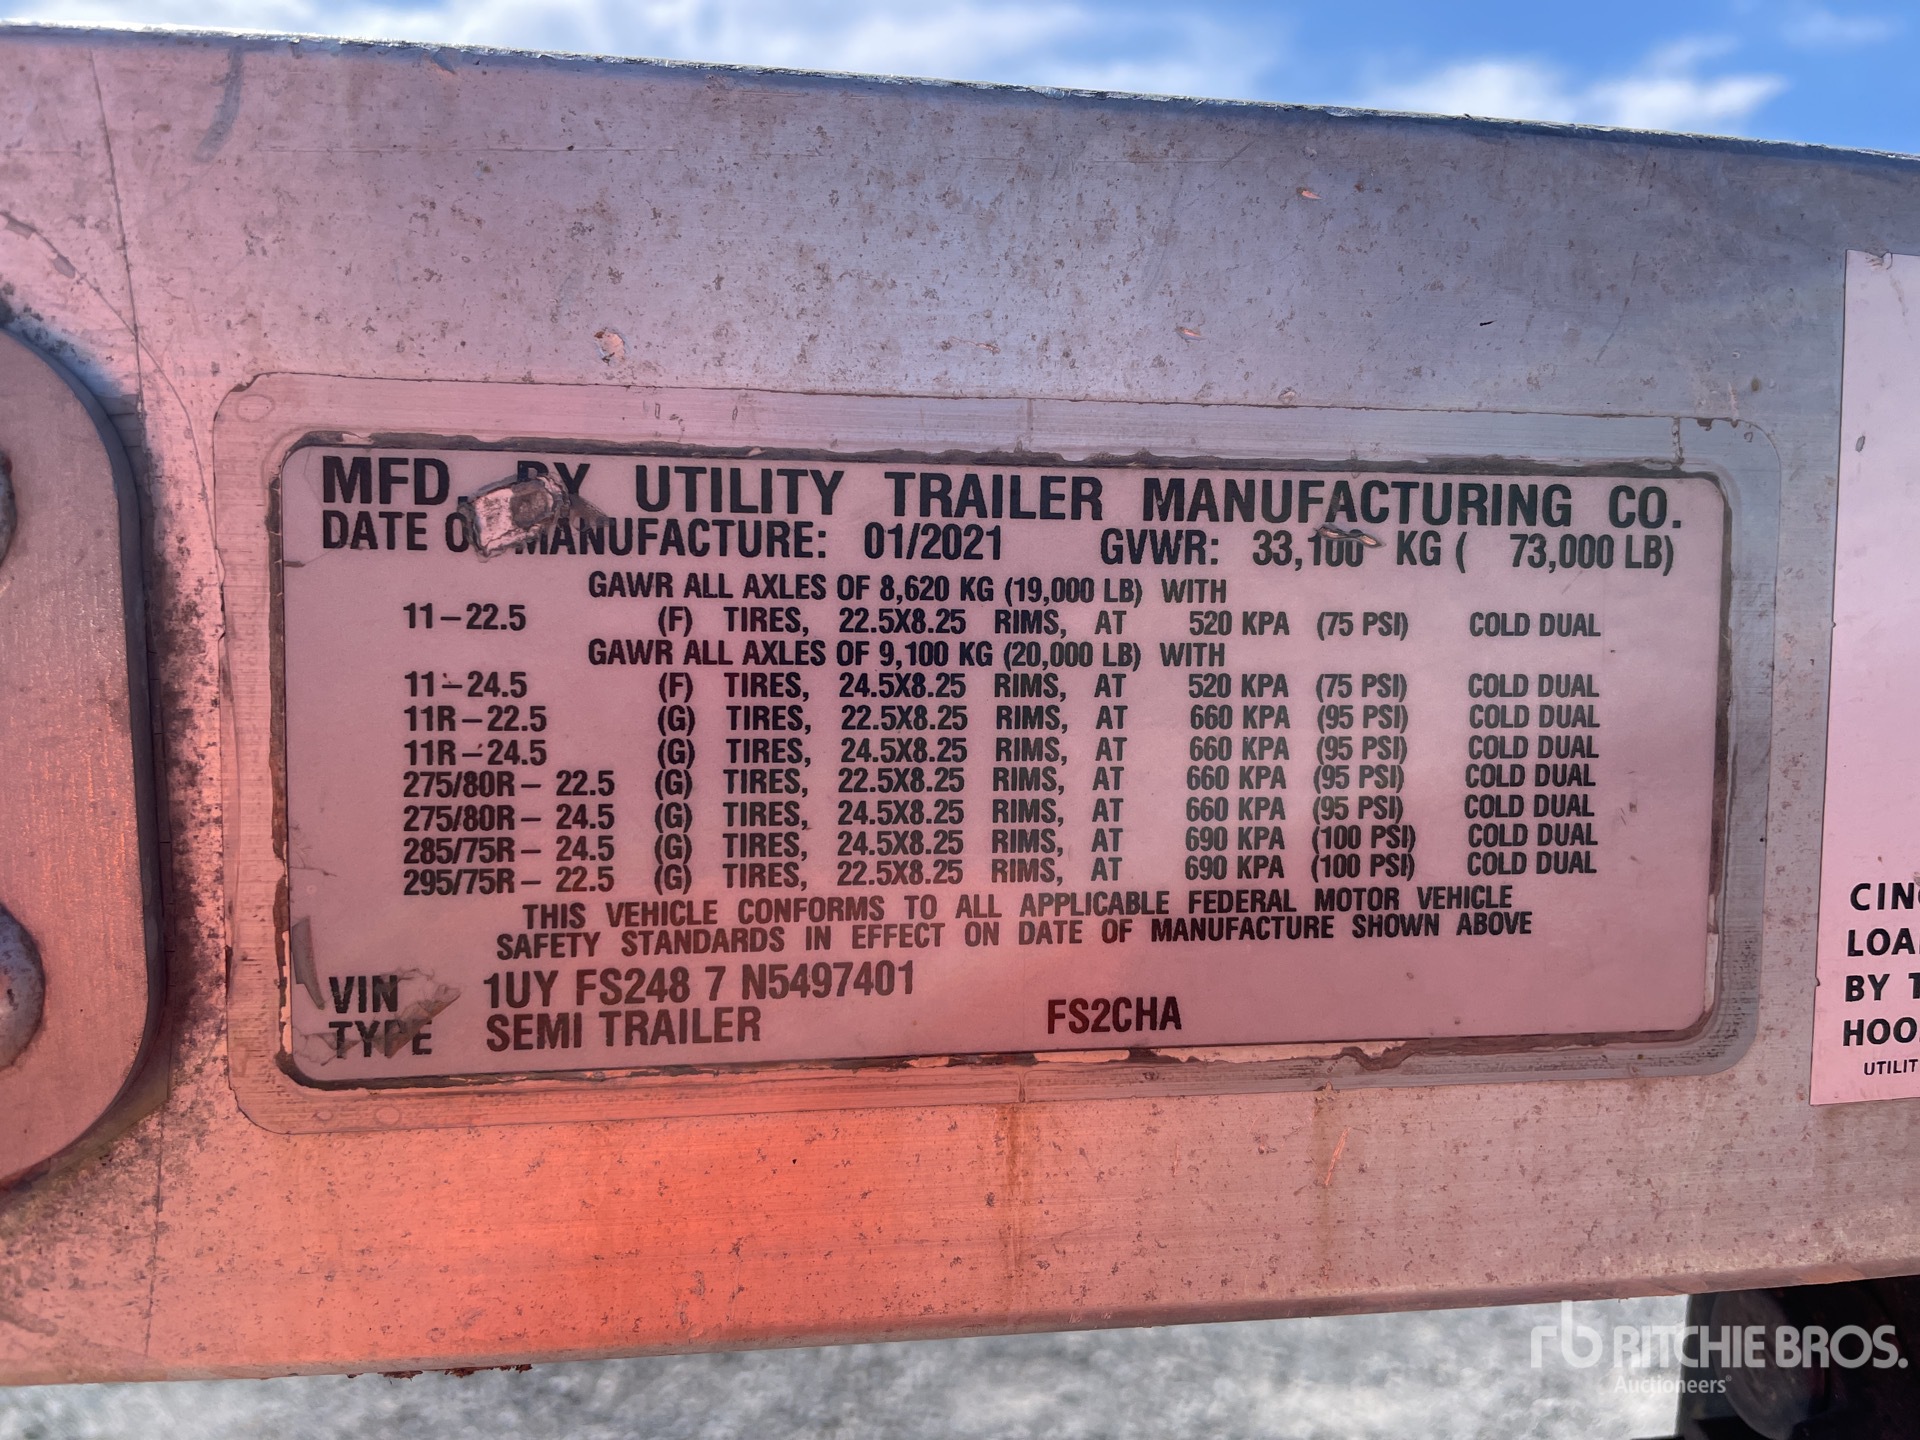 MFD. BY UTILITY TRAILER MANUFACTURING CO.
DATE OF MANUFACTURE: 01/2021 GVWR: 33,100 KG ( 73,000 LB)
GAWR ALL AXLES OF 8,620 KG (19,000 LB) WITH
11-22.5 (F) TIRES, 22.5X8.25 RIMS, AT 520 KPA (75 PSI) COLD DUAL
GAWR ALL AXLES OF 9,100 KG (20,000 LB) WITH
11-24.5 (F) TIRES, 24.5X8.25 RIMS, AT 520 KPA (75 PSI) COLD DUAL
11R-22.5 (G) TIRES, 22.5X8.25 RIMS, AT 660 KPA (95 PSI) COLD DUAL
11R-24.5 (G) TIRES, 24.5X8.25 RIMS, AT 660 KPA (95 PSI) COLD DUAL
275/80R- 22.5 (G) TIRES, 22.5X8.25 RIMS, AT 660 KPA (95 PSI) COLD DUAL
275/80R- 24.5 (G) TIRES, 24.5X8.25 RIMS, AT 660 KPA (95 PSI) COLD DUAL
285/75R- 24.5 (G) TIRES, 24.5X8.25 RIMS, AT 690 KPA (100 PSI) COLD DUAL
295/75R- 22.5 (G) TIRES, 22.5X8.25 RIMS, AT 690 KPA (100 PSI) COLD DUAL
THIS VEHICLE CONFORMS TO ALL APPLICABLE FEDERAL MOTOR VEHICLE
SAFETY STANDARDS IN EFFECT ON DATE OF MANUFACTURE SHOWN ABOVE
VIN 1UY FS248 7 N5497401
TYPE SEMI TRAILER FS2CHA
CIN
LOA
BY T
HOO
UTILIT
rb RITCHIE BROS.
Auctioneers